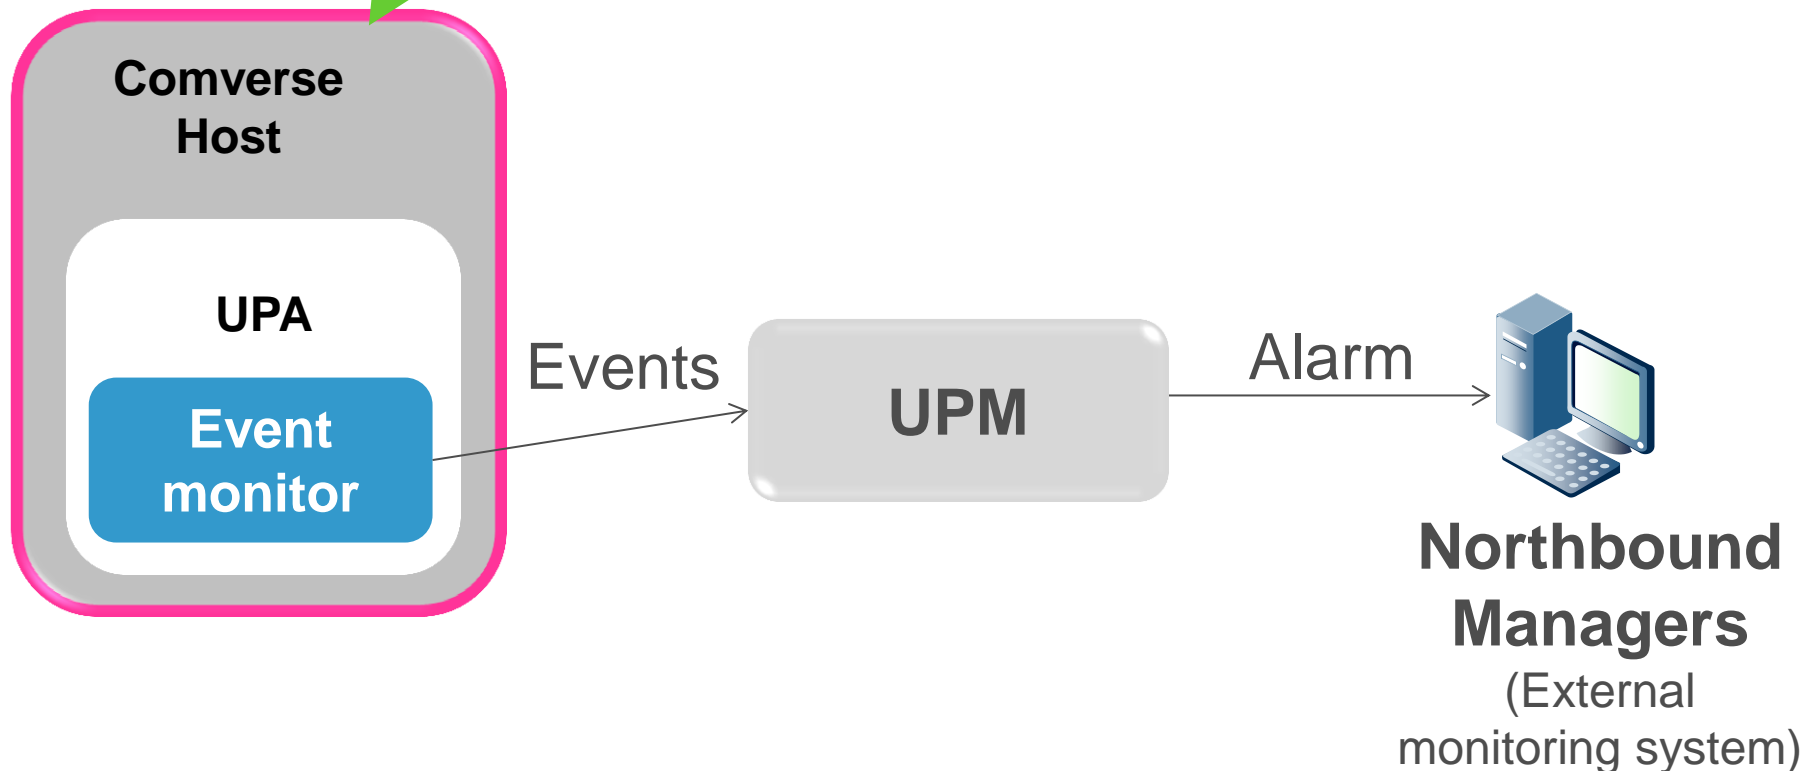 Comverse
Host
UPA
Event
monitor
Events
UPM
Alarm
Northbound
Managers
(External
monitoring system)